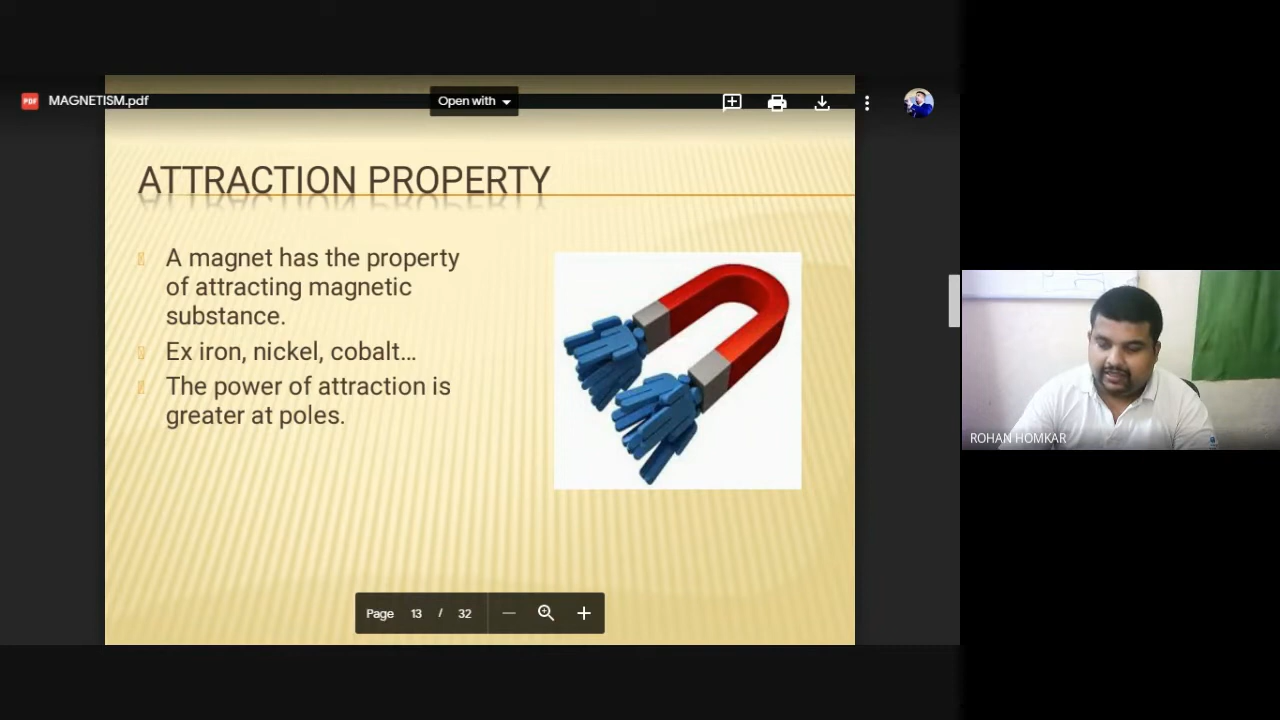 PDF MAGNETISM.pdf
Open with
ATTRACTION PROPERTY
A magnet has the property
of attracting magnetic
substance.
Ex iron, nickel, cobalt...
The power of attraction is
greater at poles.
ROHAN HOMKAR
Page 13 / 32